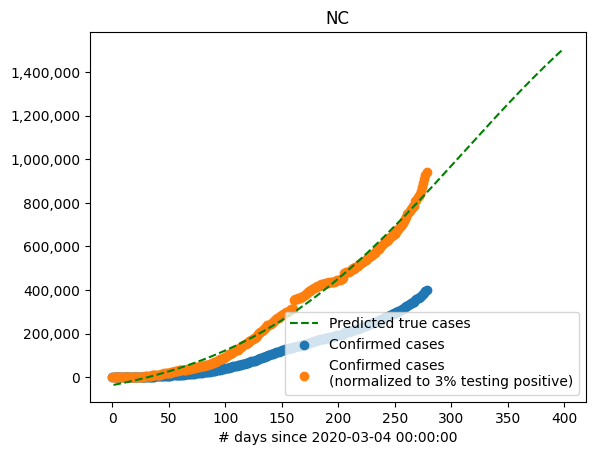 NC
1,400,000
1,200,000
1,000,000
800,000
600,000
400,000
200,000
0
Predicted true cases
Confirmed cases
Confirmed cases
(normalized to 3% testing positive)
0 50 100 150 200 250 300 350 400
# days since 2020-03-04 00:00:00